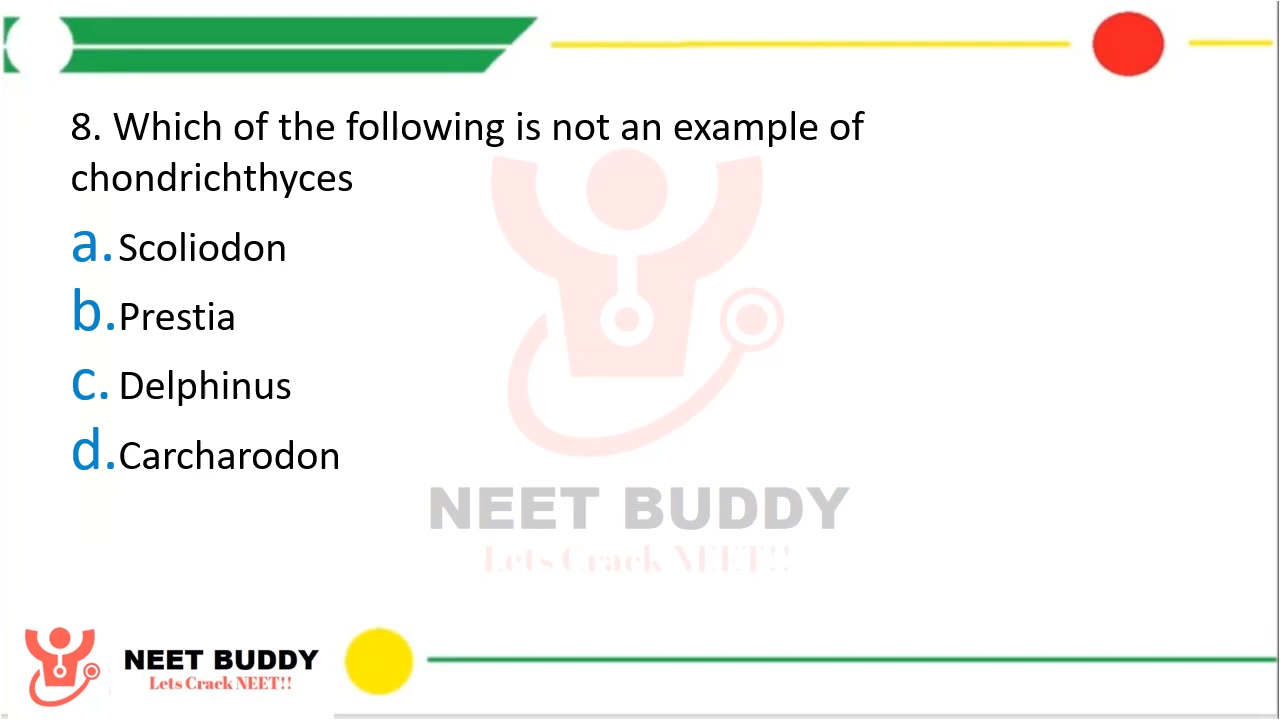 8. Which of the following is not an example of
chondrichthyces
a. Scoliodon
b. Prestia
c. Delphinus
d. Carcharodon
NEET BUDDY
Lets Crack NEET!!
NEET BUDDY
Lets Crack NEET!!